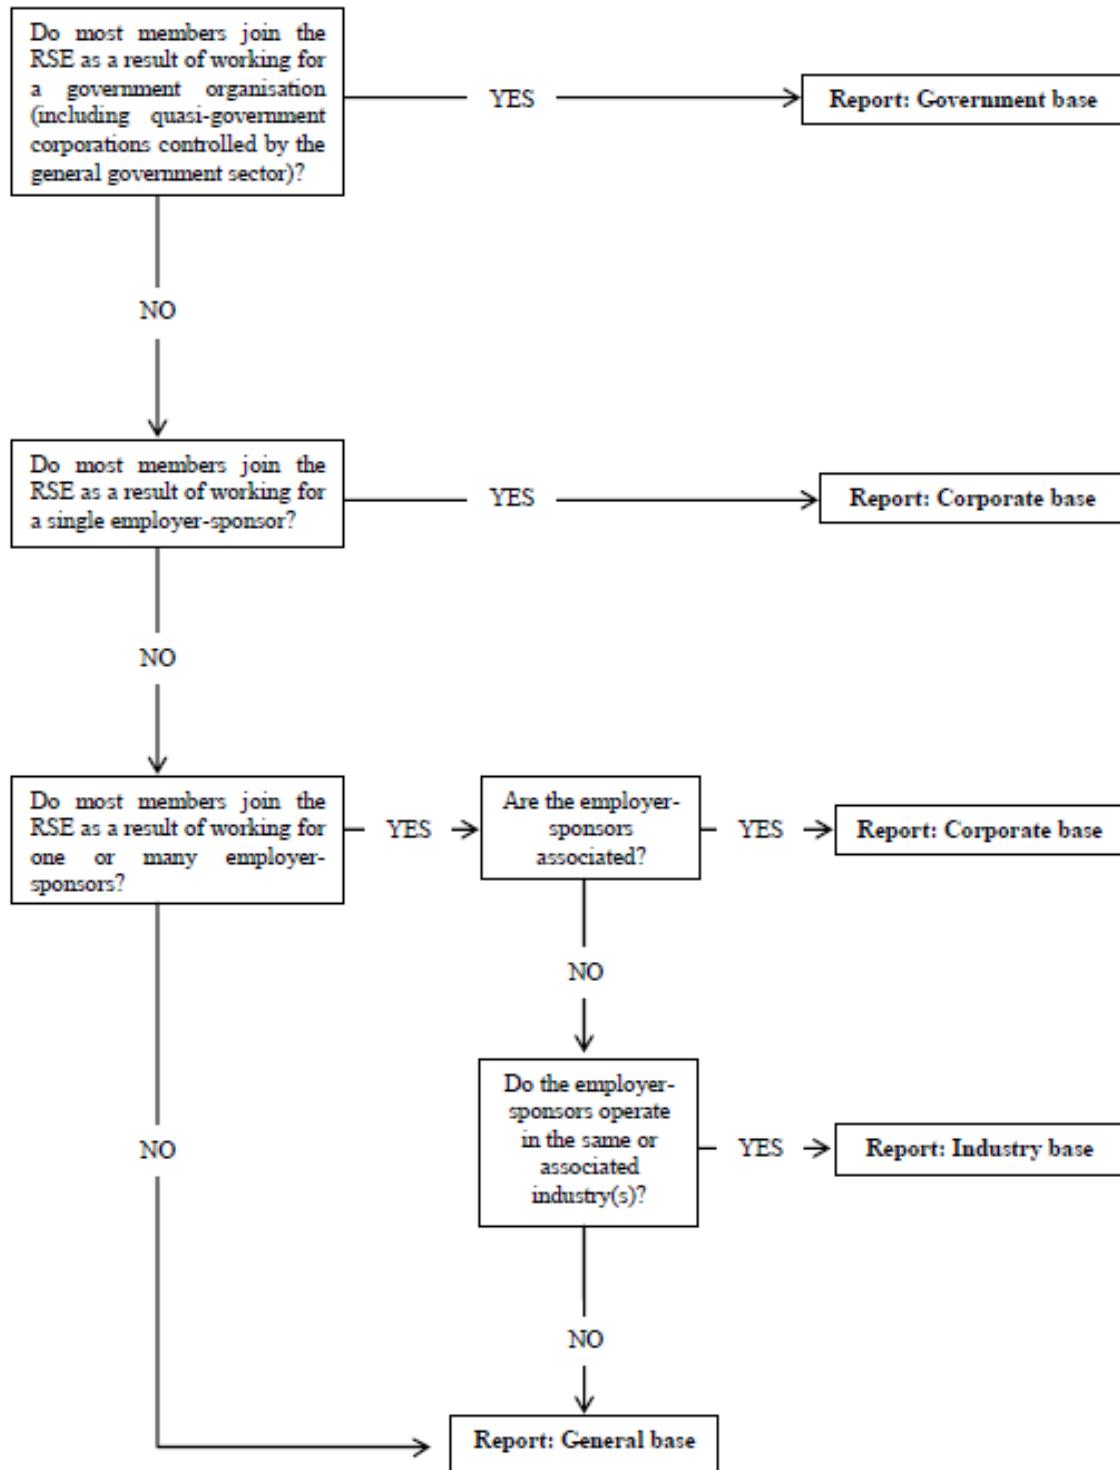 Do most members join the
RSE as a result of working for
a government organisation
(including quasi-government
corporations controlled by the
general government sector)?
YES
Report: Government base
NO
Do most members join the
RSE as a result of working for
a single employer-sponsor?
YES
Report: Corporate base
NO
Do most members join the
RSE as a result of working for
one or many employer-
sponsors?
YES
Are the employer-
sponsors
associated?
YES
Report: Corporate base
NO
Do the employer-
sponsors operate
in the same or
associated
industry(s)?
YES
Report: Industry base
NO
NO
Report: General base